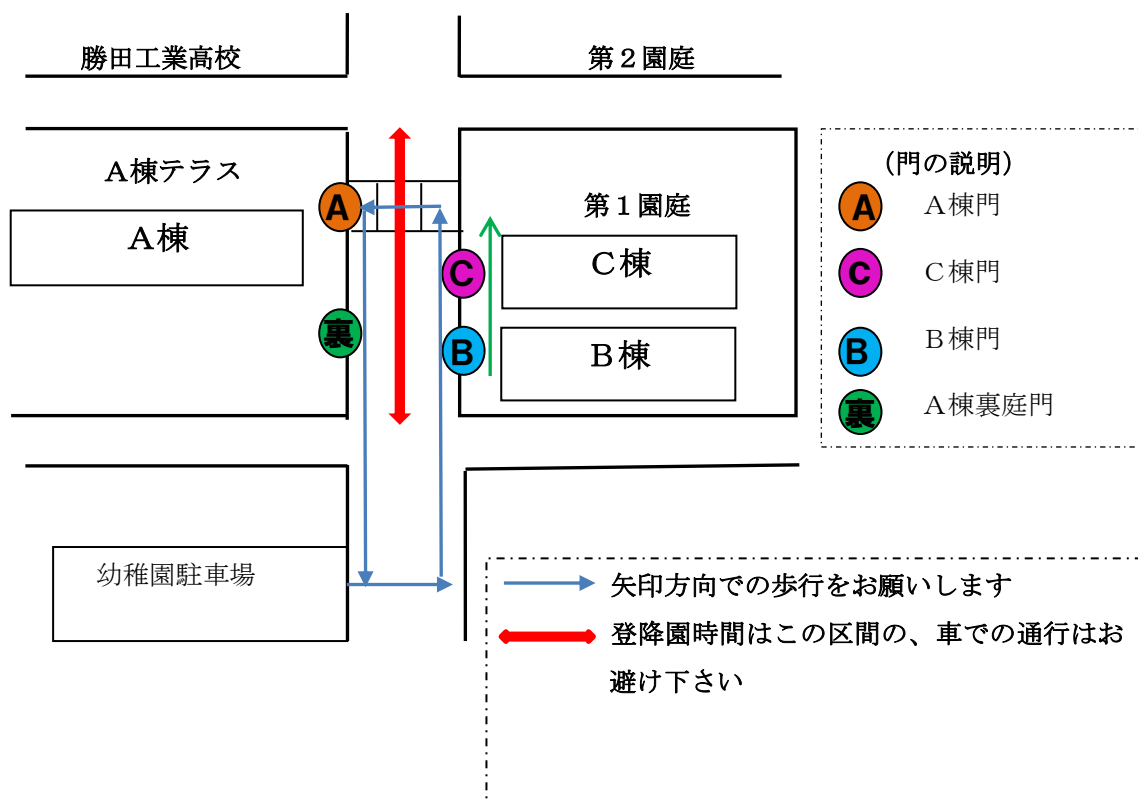 勝田工業高校
第２園庭
Ａ棟テラス
A
Ａ棟
第１園庭
C
Ｃ棟
裏
B
Ｂ棟
（門の説明）
A Ａ棟門
C Ｃ棟門
B Ｂ棟門
裏 Ａ棟裏庭門
幼稚園駐車場
矢印方向での歩行をお願いします
登降園時間はこの区間の、車での通行はお
避け下さい